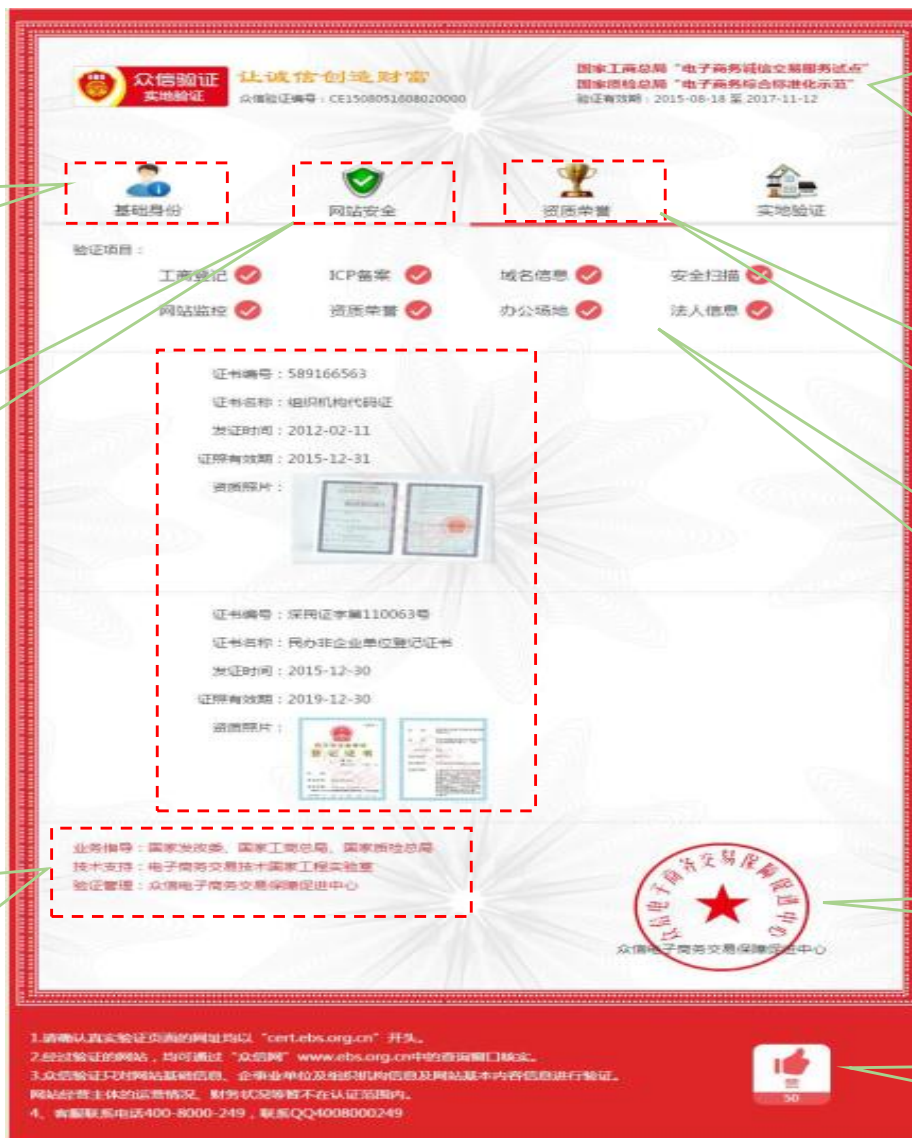 众信验证
实地验证
让诚信创造财富
众信验证编号：CE1508051608020000
国家工商总局“电子商务诚信交易服务试点”
国家质检总局“电子商务综合标准化示范”
验证有效期：2015-08-18 至 2017-11-12
基础身份 网站安全 资质荣誉 实地验证
验证项目：
工商登记 ICP备案 域名信息 安全扫描
网站监控 资质荣誉 办公场地 法人信息
证书编号：589166563
证书名称：组织机构代码证
发证时间：2012-02-11
证照有效期：2015-12-31
资质照片：
证书编号：深民证字第110063号
证书名称：民办非企业单位登记证书
发证时间：2015-12-30
证照有效期：2019-12-30
资质照片：
登记证书
业务指导：国家发改委、国家工商总局、国家质检总局
技术支持：电子商务交易技术国家工程实验室
验证管理：众信电子商务交易保障促进中心
众信电子商务交易保障促进中心
众信电子商务交易保障促进中心
1.请确认真实验证页面的网址均以“cert.ebs.org.cn”开头。
2.经过验证的网站，均可通过“众信网”www.ebs.org.cn中的查询窗口核实。
3.众信验证只对网站基础信息、企事业单位及组织机构信息及网站基本内容信息进行验证。
网站经营主体的运营情况、财务状况等暂不在认证范围内。
4、客服联系电话400-8000-249，联系QQ4008000249
赞
50